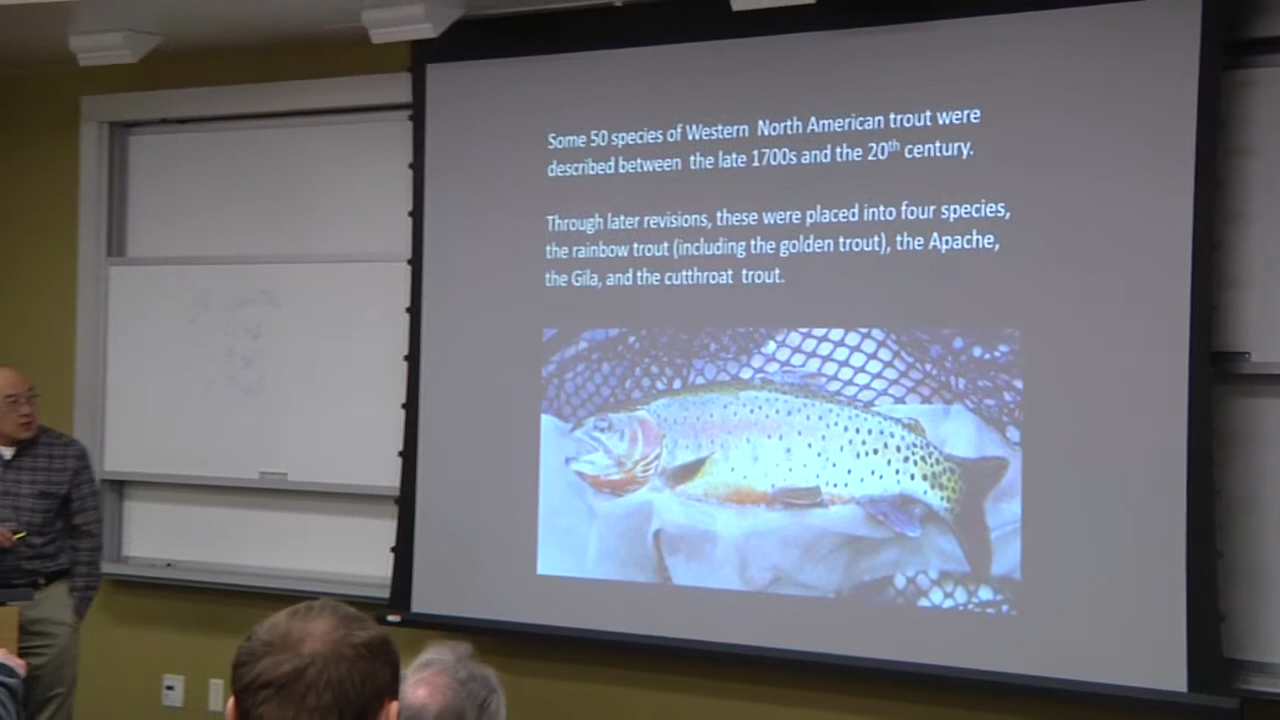 Some 50 species of Western North American trout were
described between the late 1700s and the 20th century.
Through later revisions, these were placed into four species,
the rainbow trout (including the golden trout), the Apache,
the Gila, and the cutthroat trout.